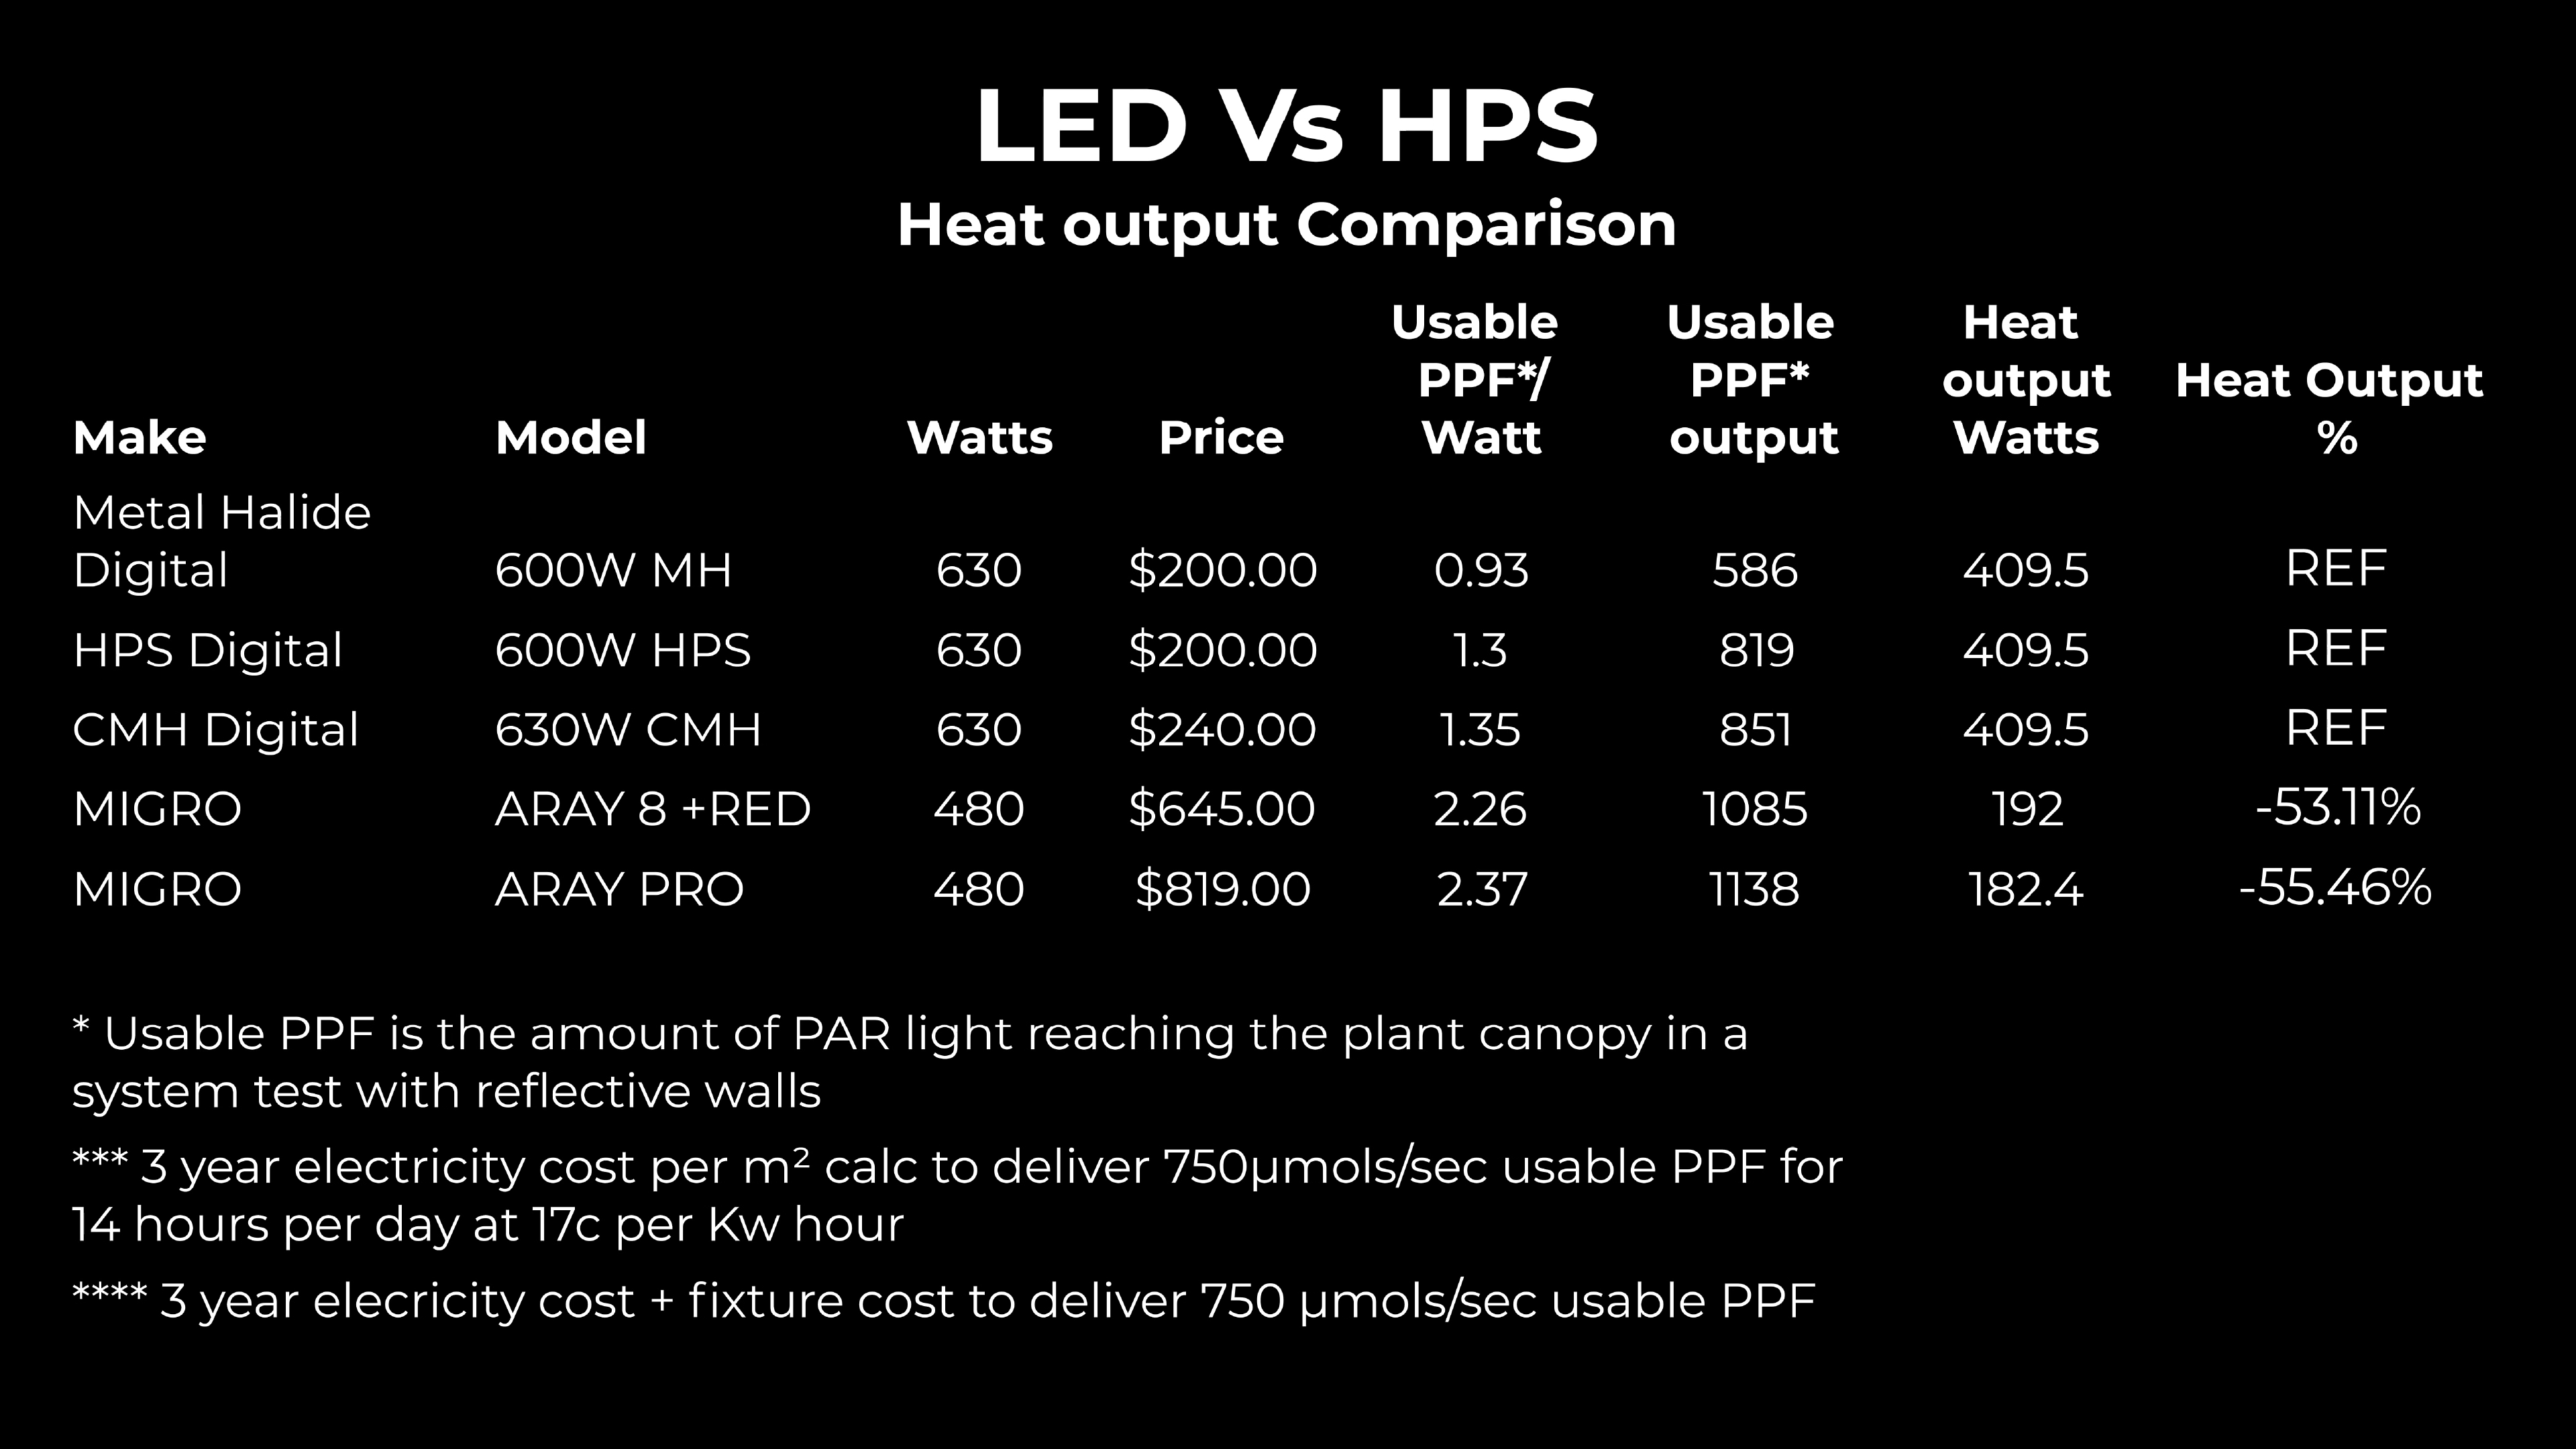 LED Vs HPS
Heat output Comparison
Make Model Watts Price Usable PPF*/ Watt Usable PPF* output Heat output Watts Heat Output %
Metal Halide Digital 600W MH 630 $200.00 0.93 586 409.5 REF
HPS Digital 600W HPS 630 $200.00 1.3 819 409.5 REF
CMH Digital 630W CMH 630 $240.00 1.35 851 409.5 REF
MIGRO ARAY 8 +RED 480 $645.00 2.26 1085 192 -53.11%
MIGRO ARAY PRO 480 $819.00 2.37 1138 182.4 -55.46%
* Usable PPF is the amount of PAR light reaching the plant canopy in a
system test with reflective walls
*** 3 year electricity cost per m² calc to deliver 750µmols/sec usable PPF for
14 hours per day at 17c per Kw hour
**** 3 year elecricity cost + fixture cost to deliver 750 µmols/sec usable PPF